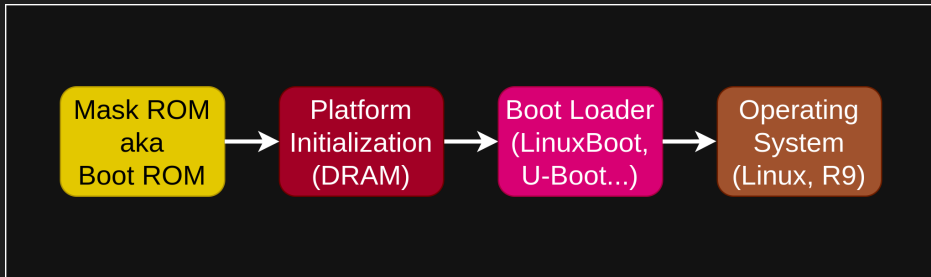 Mask ROM
aka
Boot ROM
Platform
Initialization
(DRAM)
Boot Loader
(LinuxBoot,
U-Boot...)
Operating
System
(Linux, R9)